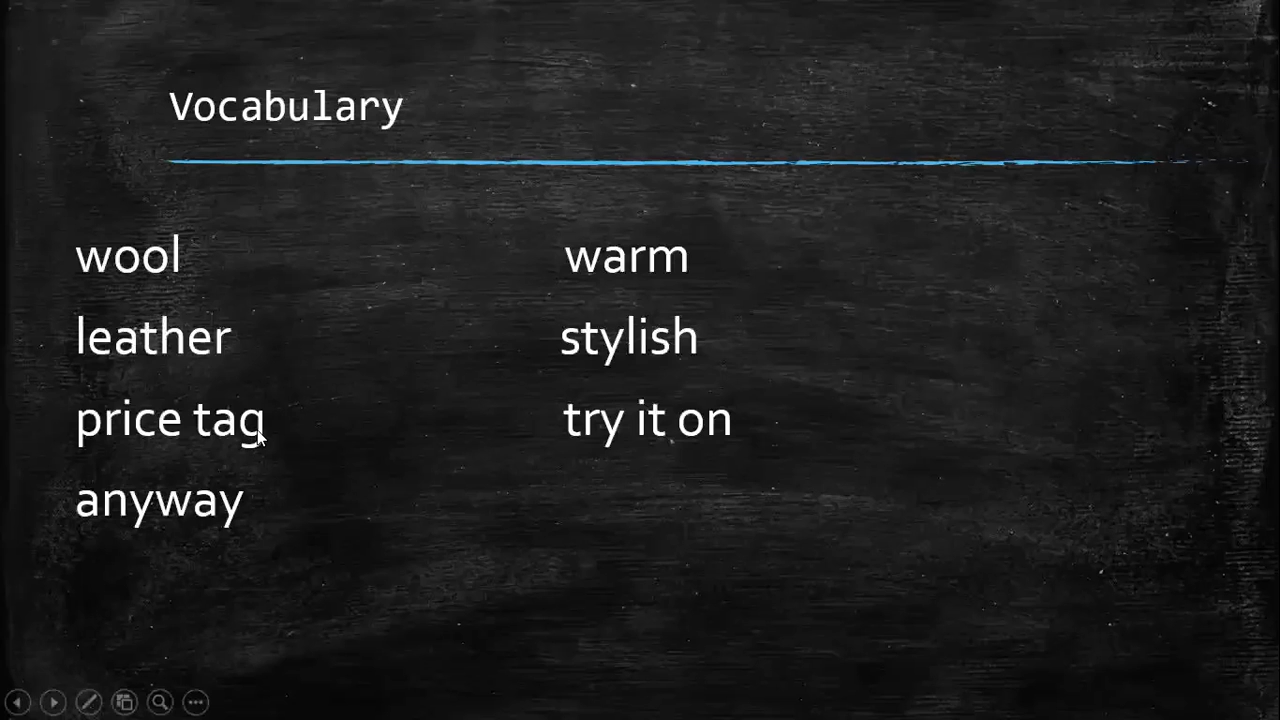 Vocabulary
wool
leather
price tag
anyway
warm
stylish
try it on